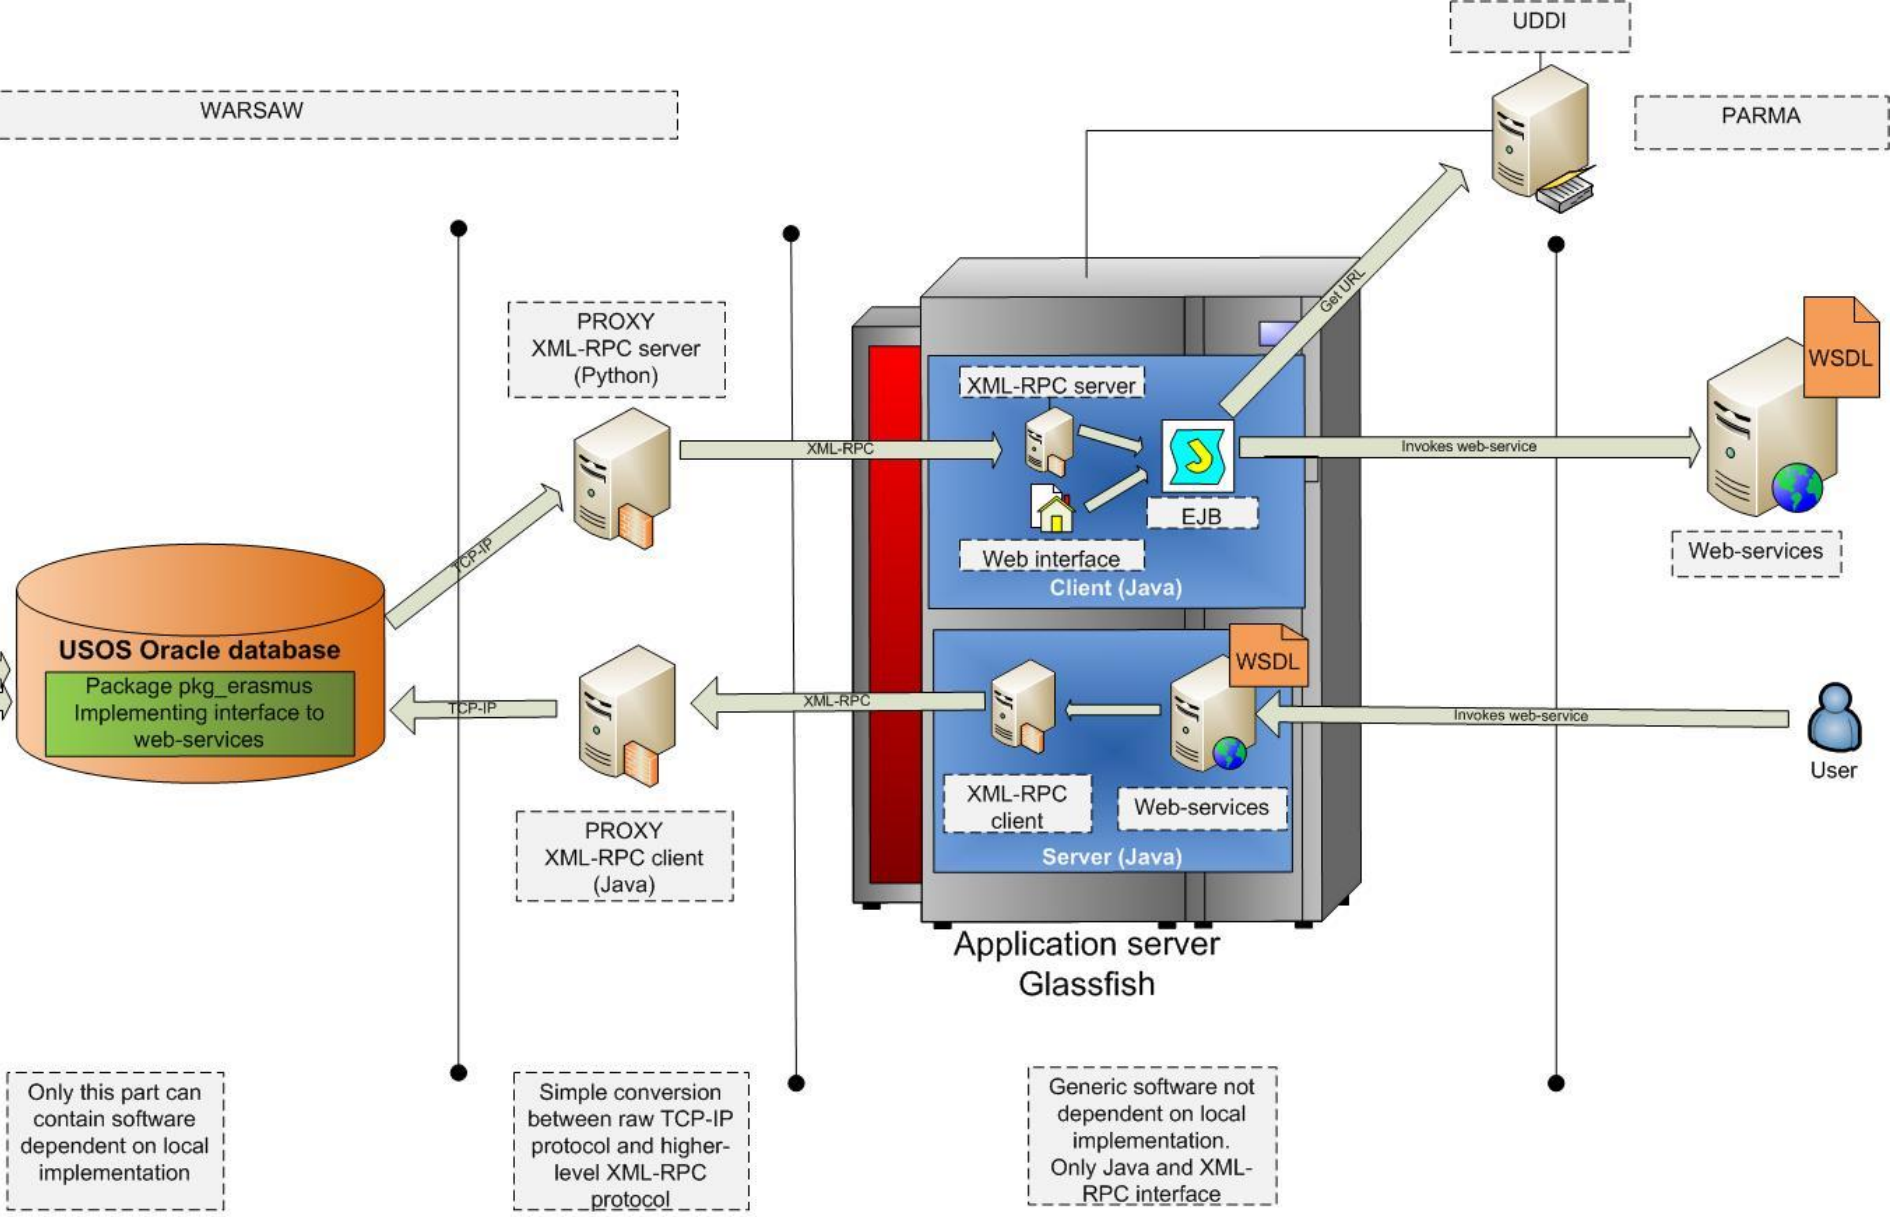 UDDI
WARSAW
PARMA
Get URL
PROXY
XML-RPC server
(Python)
WSDL
XML-RPC server
XML-RPC
Invokes web-service
EJB
TCP-IP
Web interface
Web-services
Client (Java)
USOS Oracle database
Package pkg_erasmus
Implementing interface to
web-services
WSDL
TCP-IP
XML-RPC
Invokes web-service
User
XML-RPC
client
Web-services
PROXY
XML-RPC client
(Java)
Server (Java)
Application server
Glassfish
Only this part can
contain software
dependent on local
implementation
Simple conversion
between raw TCP-IP
protocol and higher-
level XML-RPC
protocol
Generic software not
dependent on local
implementation.
Only Java and XML-
RPC interface